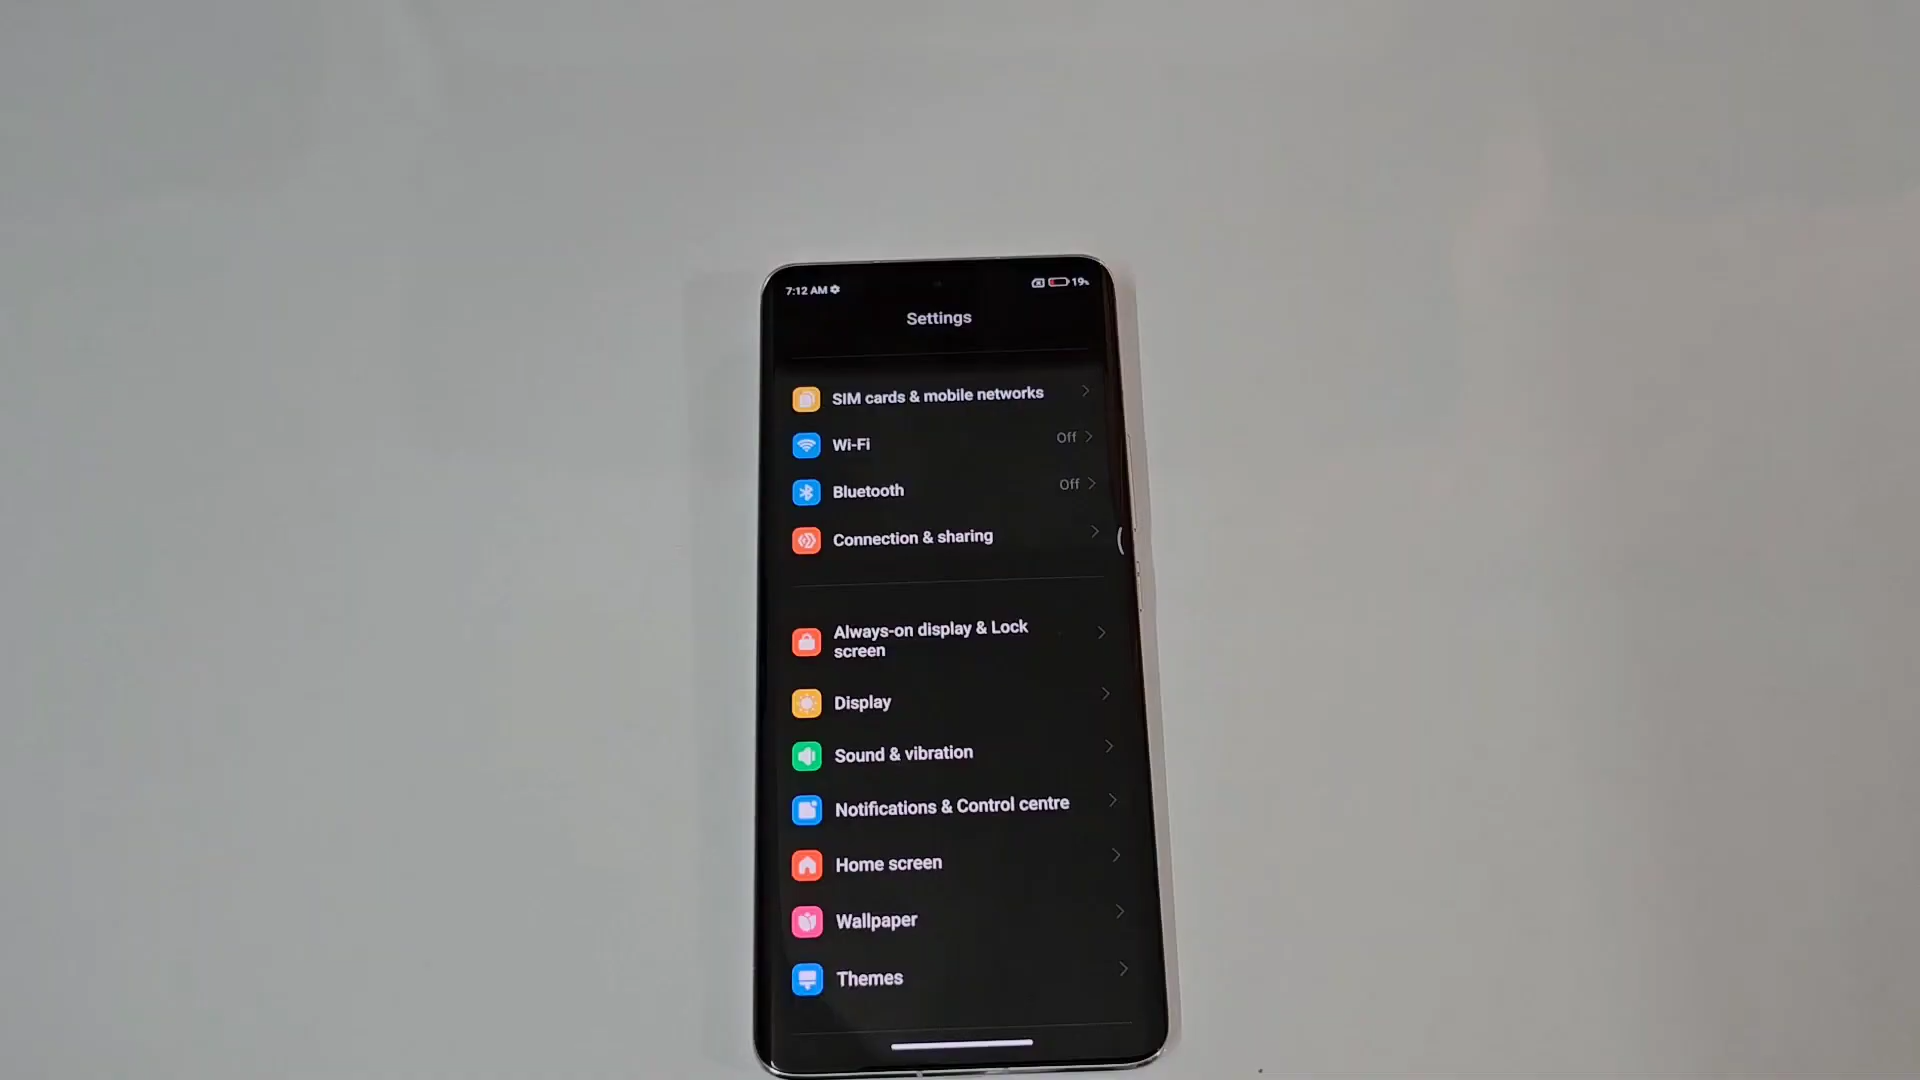 7:12 AM
19%
Settings
SIM cards & mobile networks
Wi-Fi
Off
Bluetooth
Off
Connection & sharing
Always-on display & Lock
screen
Display
Sound & vibration
Notifications & Control centre
Home screen
Wallpaper
Themes